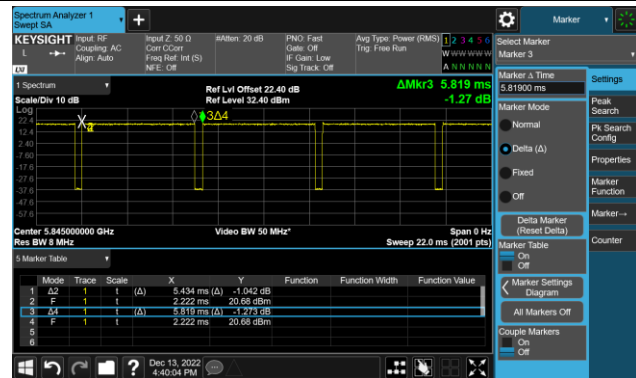 Spectrum Analyzer 1
Swept SA
Marker
KEYSIGHT
L
LXI
Input: RF
Coupling: AC
Align: Auto
Input Z: 50 Ω
Corr CCorr
Freq Ref: Int (S)
NFE: Off
#Atten: 20 dB
PNO: Fast
Gate: Off
IF Gain: Low
Sig Track: Off
Avg Type: Power (RMS)
Trig: Free Run
1 2 3 4 5 6
W W W W W W
A N N N N N
Select Marker
Marker 3
1 Spectrum
Scale/Div 10 dB
Ref Lvl Offset 22.40 dB
Ref Level 32.40 dBm
ΔMkr3 5.819 ms
-1.27 dB
Log
22.4
12.4
2.40
-7.60
-17.6
-27.6
-37.6
-47.6
-57.6
3Δ4
Center 5.845000000 GHz
Res BW 8 MHz
Video BW 50 MHz*
Span 0 Hz
Sweep 22.0 ms (2001 pts)
5 Marker Table
Mode Trace Scale X Y Function Function Width Function Value
1 Δ2 1 t (Δ) 5.434 ms (Δ) -1.042 dB
2 F 1 t 2.222 ms 20.68 dBm
3 Δ4 1 t (Δ) 5.819 ms (Δ) -1.273 dB
4 F 1 t 2.222 ms 20.68 dBm
5
6
Marker Δ Time
5.81900 ms
Marker Mode
Normal
Delta (Δ)
Fixed
Off
Delta Marker
(Reset Delta)
Marker Table
On
Off
Marker Settings
Diagram
All Markers Off
Couple Markers
On
Off
Settings
Peak
Search
Pk Search
Config
Properties
Marker
Function
Marker→
Counter
?
Dec 13, 2022
4:40:04 PM